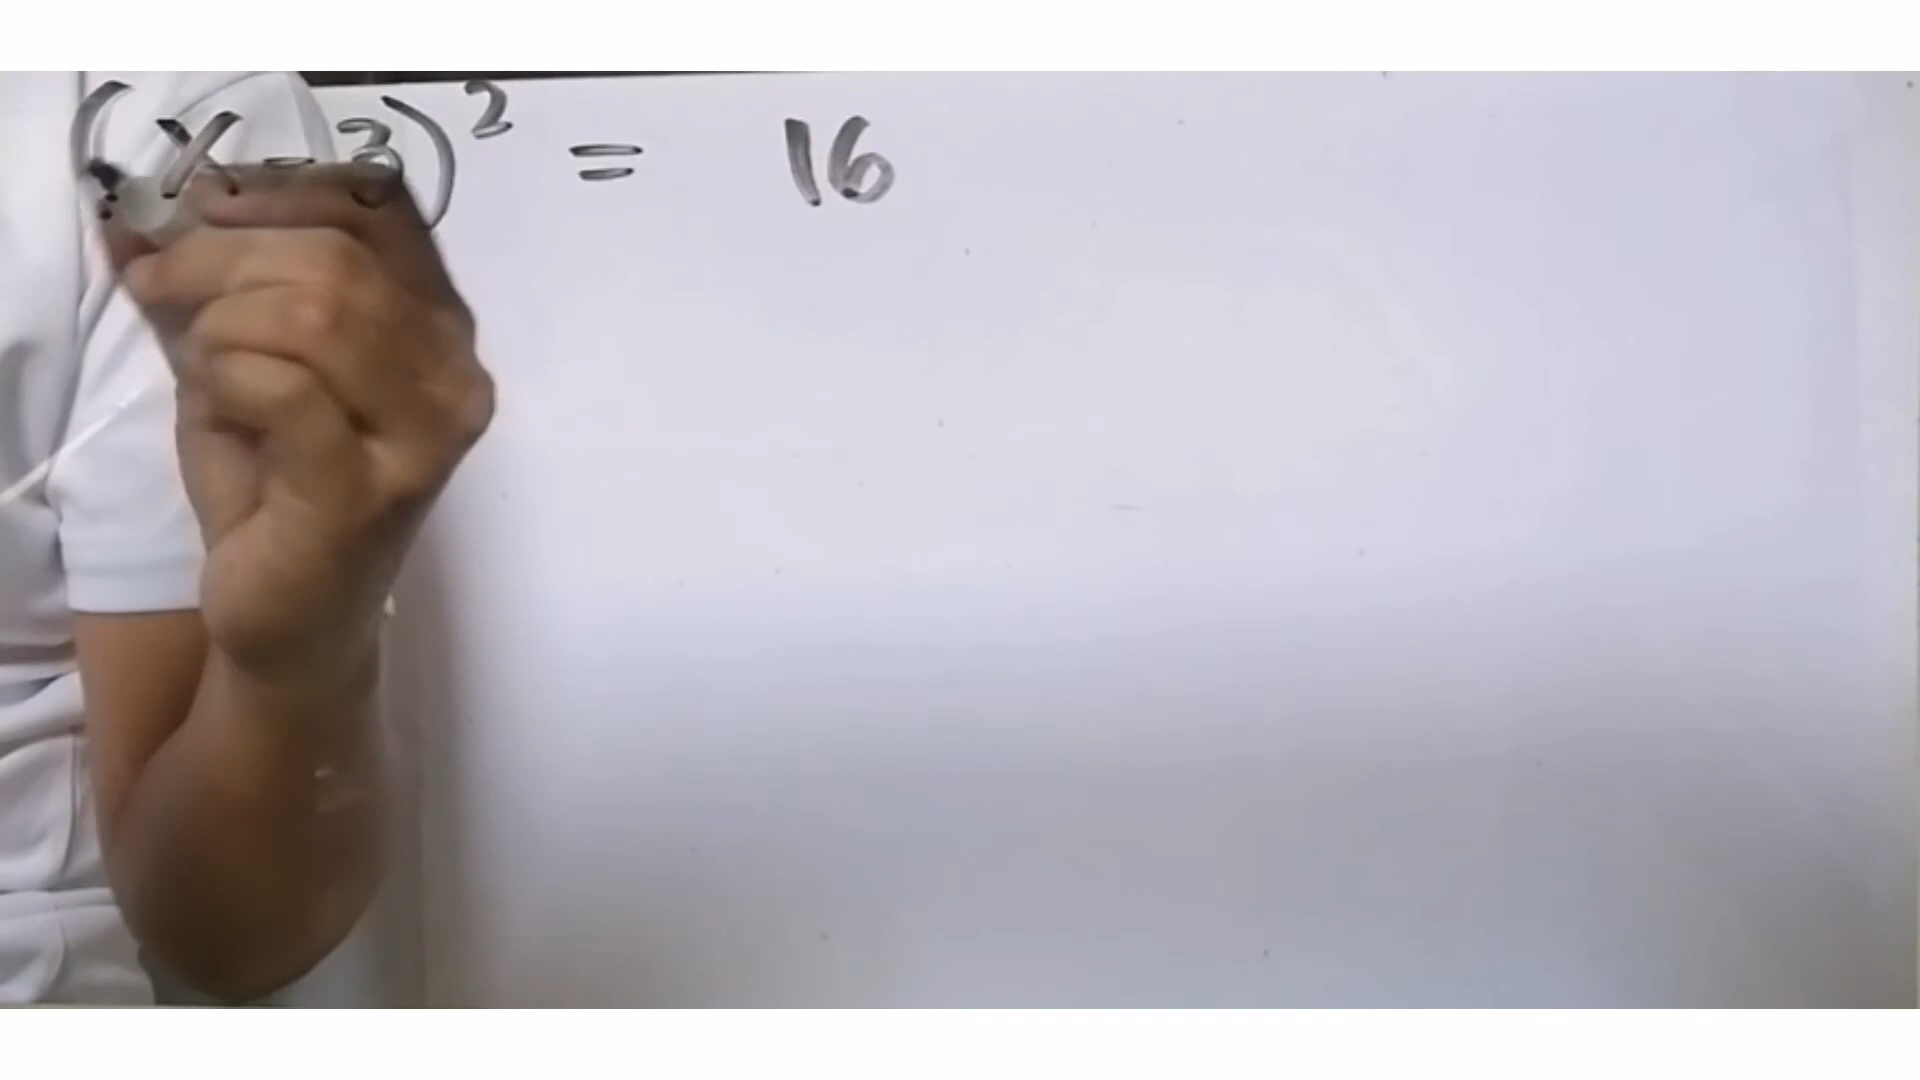 (x - 3)² = 16